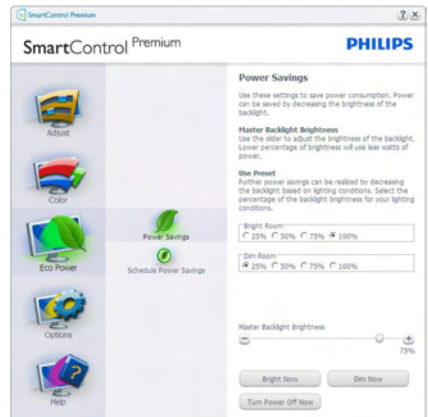 SmartControl Premium
SmartControl Premium
PHILIPS
Adjust
Color
Eco Power
Options
Help
Power Savings
Schedule Power Savings
Power Savings
Use these settings to save power consumption. Power
can be saved by decreasing the brightness of the
backlight.
Master Backlight Brightness
Use the slider to adjust the brightness of the backlight.
Lower percentage of brightness will use less watts of
power.
Use Preset
Further power savings can be realized by decreasing
the backlight based on lighting conditions. Select the
percentage of the backlight brightness for your lighting
conditions.
Bright Room
25% 50% 75% 100%
Dim Room
25% 50% 75% 100%
Master Backlight Brightness
75%
Bright Now
Dim Now
Turn Power Off Now